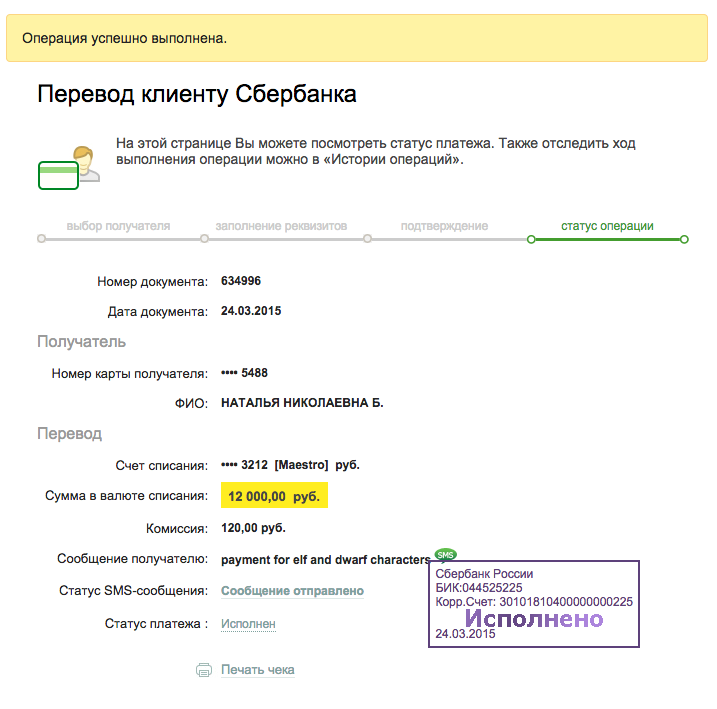 Операция успешно выполнена.
Перевод клиенту Сбербанка
На этой странице Вы можете посмотреть статус платежа. Также отследить ход
выполнения операции можно в «Истории операций».
выбор получателя заполнение реквизитов подтверждение статус операции
Номер документа: 634996
Дата документа: 24.03.2015
Получатель
Номер карты получателя: •••• 5488
ФИО: НАТАЛЬЯ НИКОЛАЕВНА Б.
Перевод
Счет списания: •••• 3212 [Maestro] руб.
Сумма в валюте списания: 12 000,00 руб.
Комиссия: 120,00 руб.
Сообщение получателю: payment for elf and dwarf characters SMS
Статус SMS-сообщения: Сообщение отправлено
Статус платежа : Исполнен
Сбербанк России
БИК:044525225
Корр.Счет: 30101810400000000225
Исполнено
24.03.2015
Печать чека